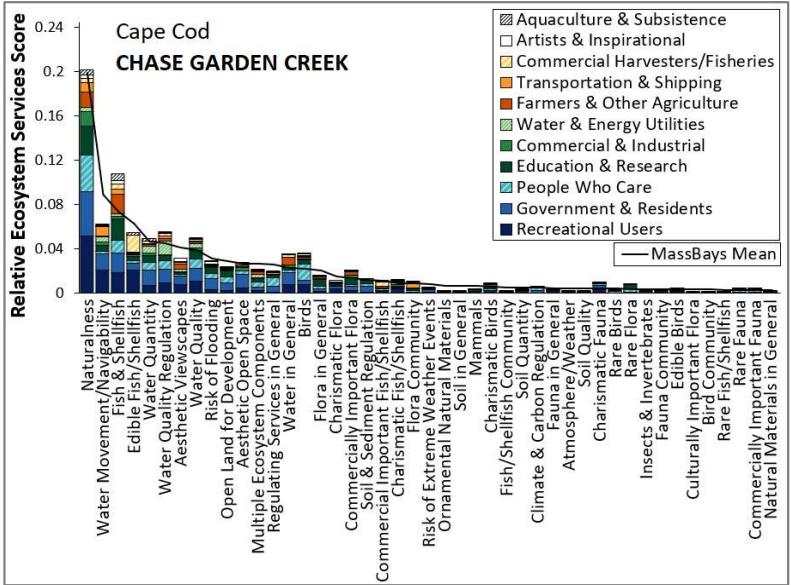 Cape Cod
CHASE GARDEN CREEK
Relative Ecosystem Services Score
0.24
0.2
0.16
0.12
0.08
0.04
0
Aquaculture & Subsistence
Artists & Inspirational
Commercial Harvesters/Fisheries
Transportation & Shipping
Farmers & Other Agriculture
Water & Energy Utilities
Commercial & Industrial
Education & Research
People Who Care
Government & Residents
Recreational Users
MassBays Mean
Naturalness
Water Movement/Navigability
Fish & Shellfish
Edible Fish/Shellfish
Water Quantity
Water Quality Regulation
Aesthetic Viewscapes
Water Quality
Risk of Flooding
Open Land for Development
Aesthetic Open Space
Multiple Ecosystem Components
Regulating Services in General
Water in General
Birds
Flora in General
Charismatic Flora
Commercially Important Flora
Soil & Sediment Regulation
Commercial Important Fish/Shellfish
Charismatic Fish/Shellfish
Flora Community
Risk of Extreme Weather Events
Ornamental Natural Materials
Soil in General
Mammals
Charismatic Birds
Fish/Shellfish Community
Soil Quantity
Climate & Carbon Regulation
Fauna in General
Atmosphere/Weather
Soil Quality
Charismatic Fauna
Rare Birds
Rare Flora
Insects & Invertebrates
Fauna Community
Edible Birds
Culturally Important Flora
Bird Community
Rare Fish/Shellfish
Rare Fauna
Commercially Important Fauna
Natural Materials in General